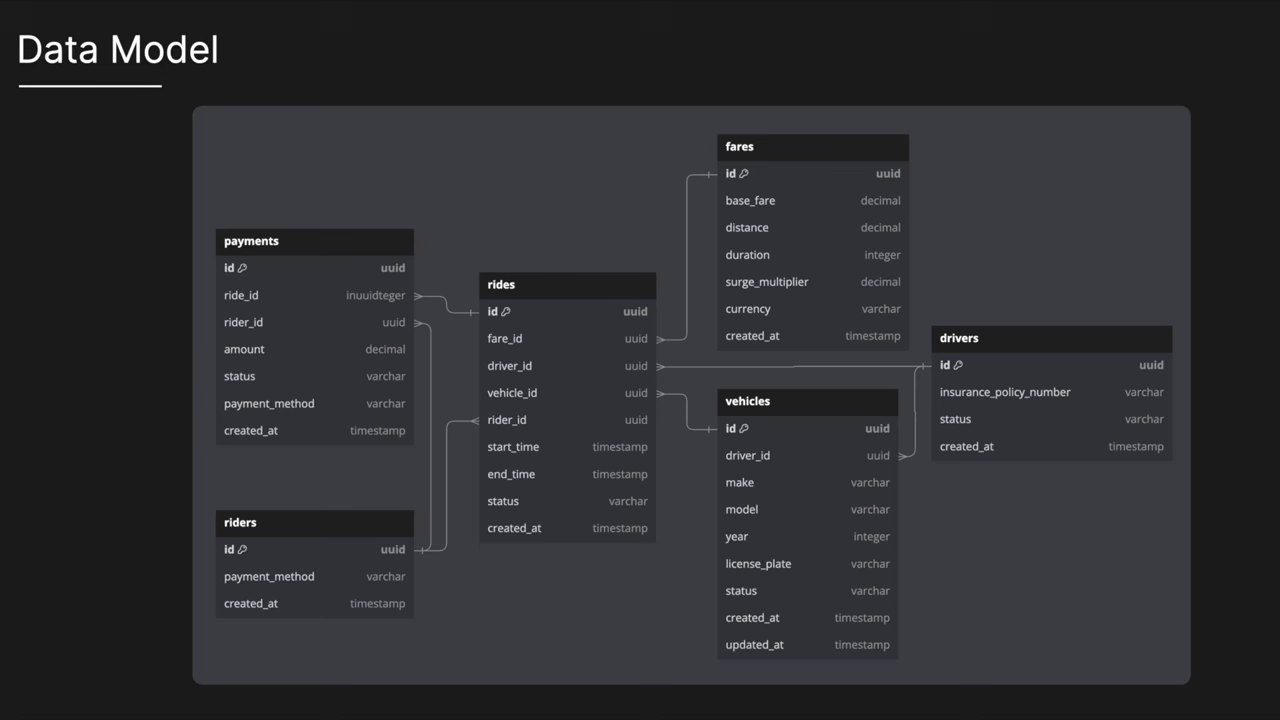 Data Model
payments
id uuid
ride_id inuuidteger
rider_id uuid
amount decimal
status varchar
payment_method varchar
created_at timestamp
riders
id uuid
payment_method varchar
created_at timestamp
rides
id uuid
fare_id uuid
driver_id uuid
vehicle_id uuid
rider_id uuid
start_time timestamp
end_time timestamp
status varchar
created_at timestamp
fares
id uuid
base_fare decimal
distance decimal
duration integer
surge_multiplier decimal
currency varchar
created_at timestamp
vehicles
id uuid
driver_id uuid
make varchar
model varchar
year integer
license_plate varchar
status varchar
created_at timestamp
updated_at timestamp
drivers
id uuid
insurance_policy_number varchar
status varchar
created_at timestamp